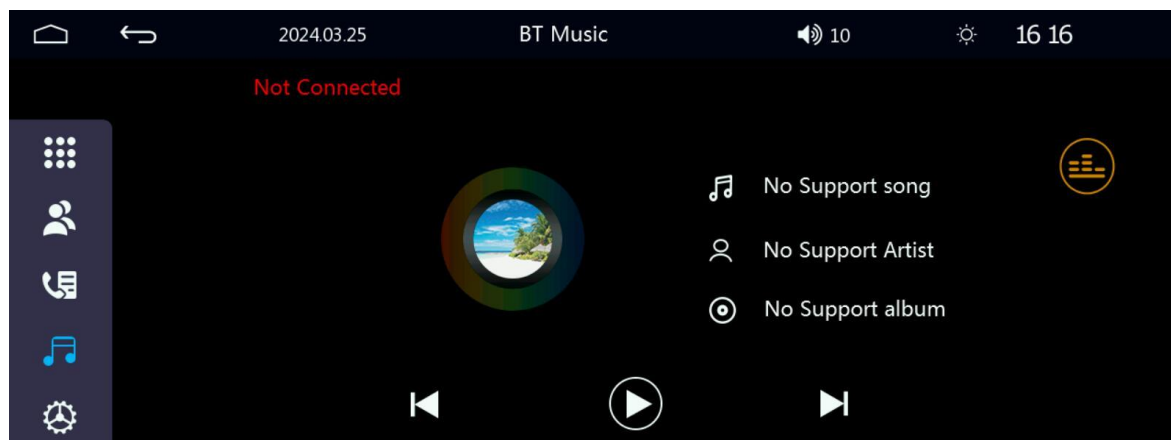 2024.03.25 BT Music 10 16 16
Not Connected
No Support song
No Support Artist
No Support album